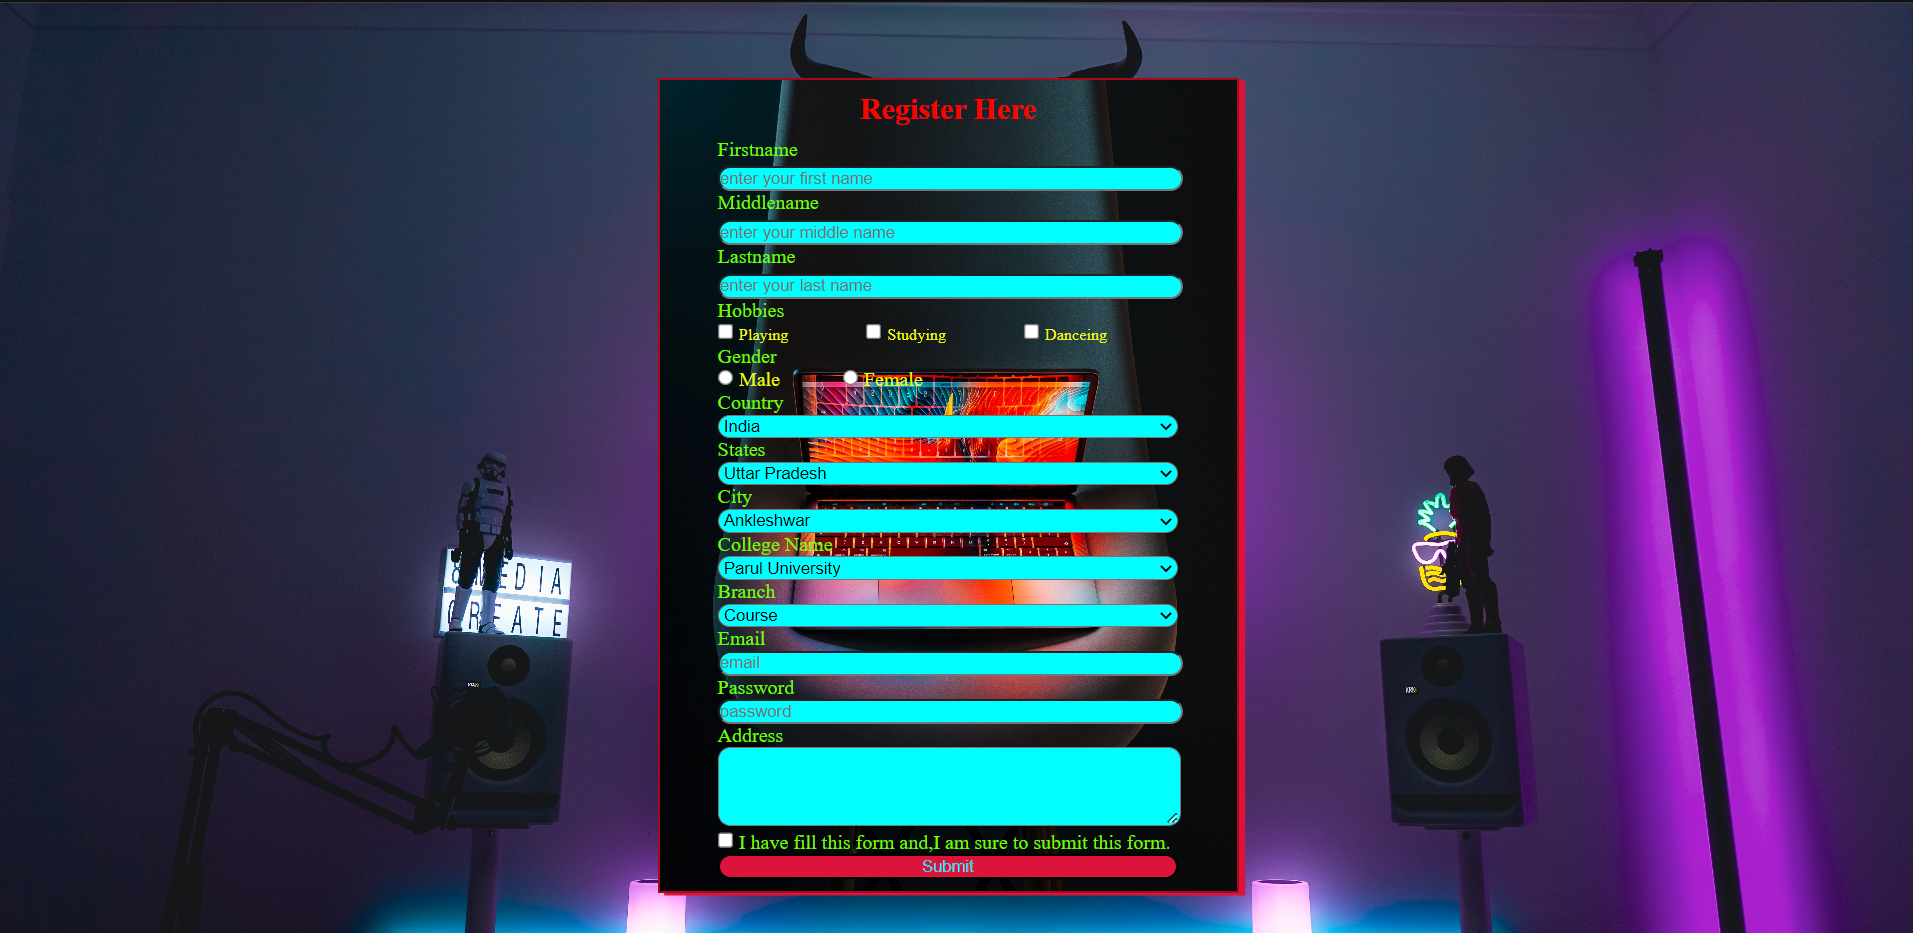 Register Here
Firstname
enter your first name
Middlename
enter your middle name
Lastname
enter your last name
Hobbies
Playing Studying Danceing
Gender
Male Female
Country
India
States
Uttar Pradesh
City
Ankleshwar
College Name
Parul University
Branch
Course
Email
email
Password
password
Address
I have fill this form and,I am sure to submit this form.
Submit
EDIA
CREATE
KRK